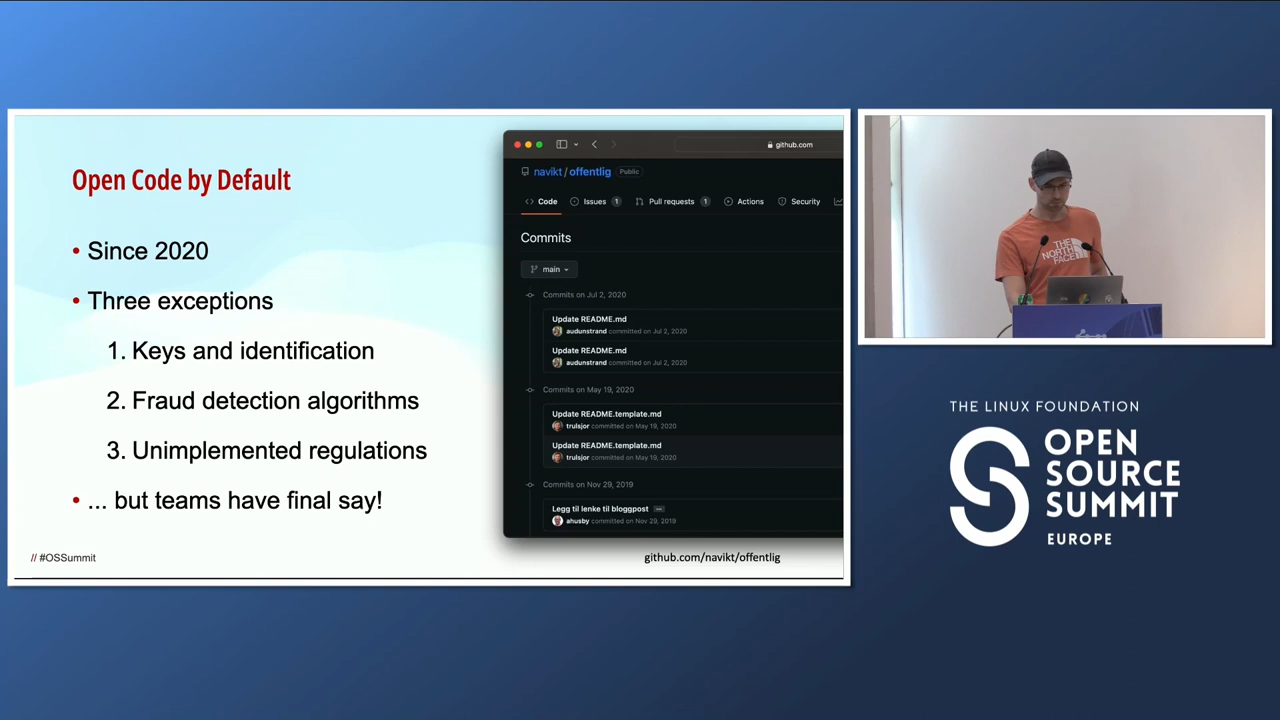 Open Code by Default
• Since 2020
• Three exceptions
1. Keys and identification
2. Fraud detection algorithms
3. Unimplemented regulations
• ... but teams have final say!
// #OSSummit
github.com
navikt / offentlig Public
Code Issues 1 Pull requests 1 Actions Security
Commits
main
Commits on Jul 2, 2020
Update README.md
audunstrand committed on Jul 2, 2020
Update README.md
audunstrand committed on Jul 2, 2020
Commits on May 19, 2020
Update README.template.md
trulsjor committed on May 19, 2020
Update README.template.md
trulsjor committed on May 19, 2020
Commits on Nov 29, 2019
Legg til lenke til bloggpost
ahusby committed on Nov 29, 2019
github.com/navikt/offentlig
THE
NORTH
FACE
THE LINUX FOUNDATION
OPEN
SOURCE
SUMMIT
EUROPE